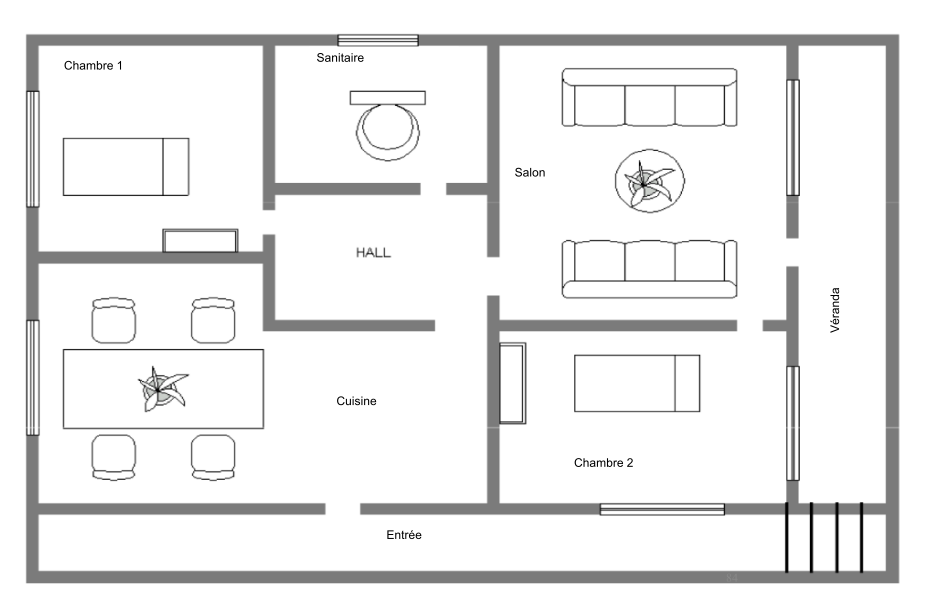 Chambre 1
Sanitaire
Salon
HALL
Véranda
Cuisine
Chambre 2
Entrée